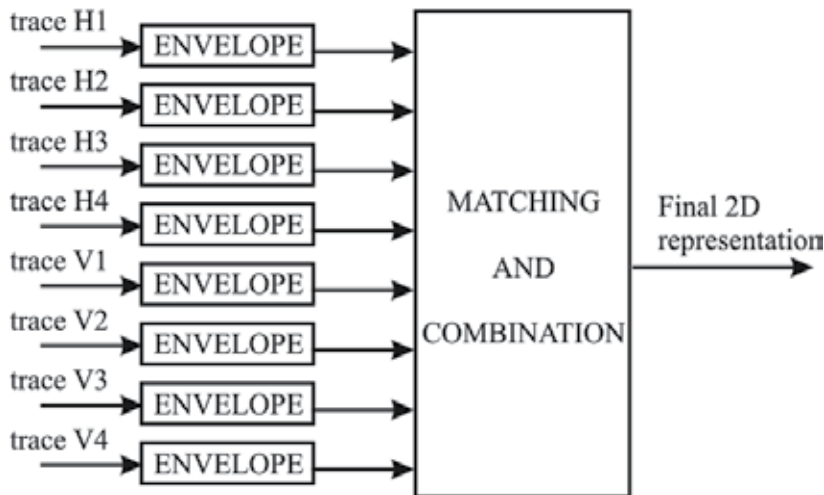 trace H1
ENVELOPE
trace H2
ENVELOPE
trace H3
ENVELOPE
trace H4
ENVELOPE
trace V1
ENVELOPE
trace V2
ENVELOPE
trace V3
ENVELOPE
trace V4
ENVELOPE
MATCHING
AND
COMBINATION
Final 2D
representation